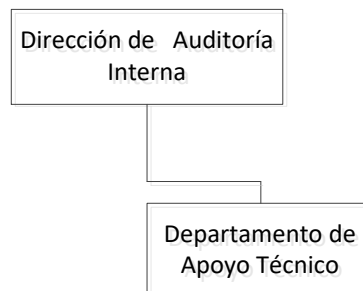 Dirección de Auditoría
Interna
Departamento de
Apoyo Técnico